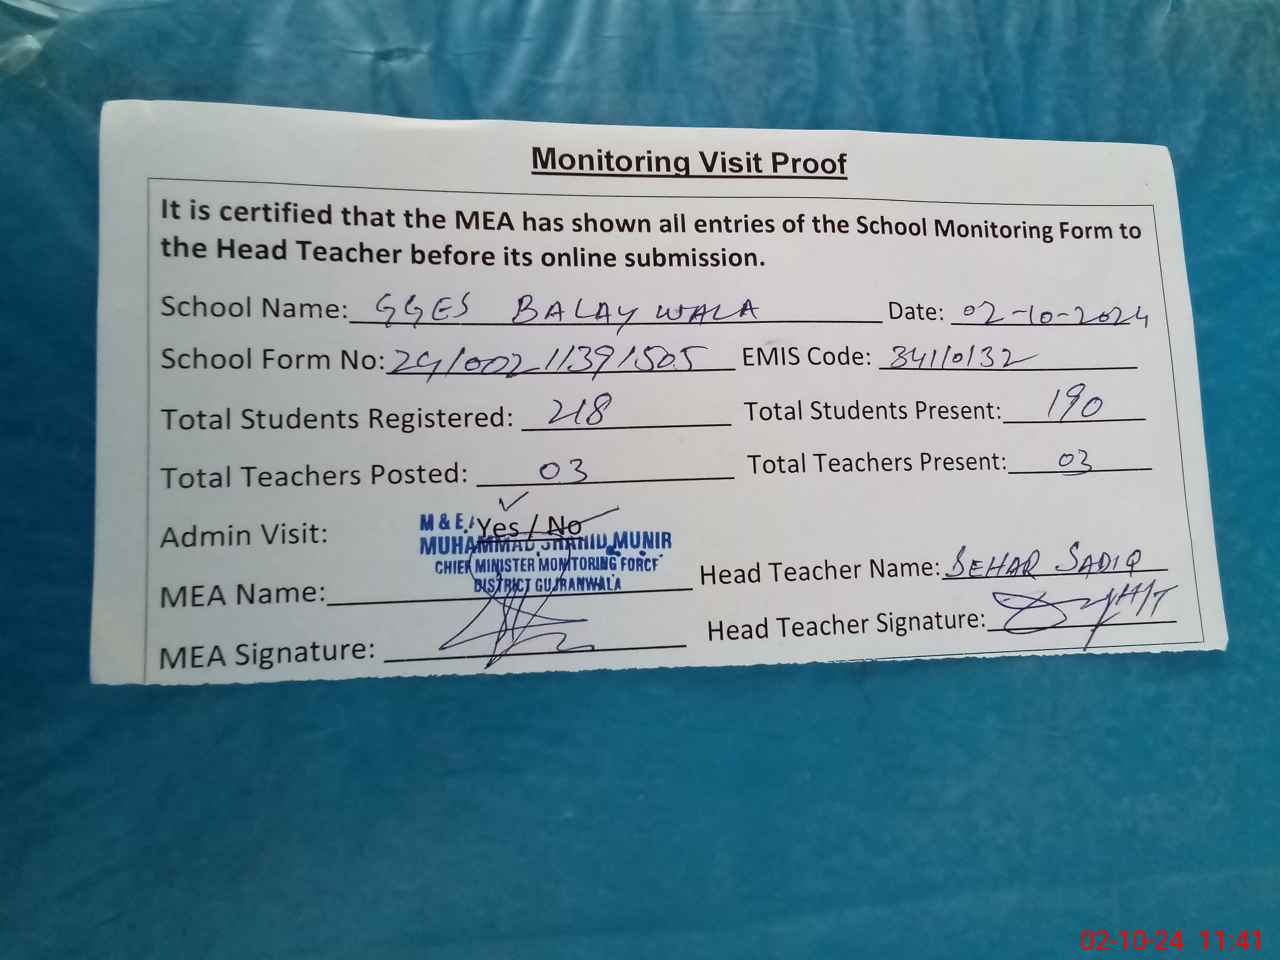 Monitoring Visit Proof
It is certified that the MEA has shown all entries of the School Monitoring Form to
the Head Teacher before its online submission.
School Name: GGES BALAY WALA Date: 02-10-2024
School Form No: 24/002/1391505 EMIS Code: 34110132
Total Students Registered: 218 Total Students Present: 190
Total Teachers Posted: 03 Total Teachers Present: 03
Admin Visit: Yes / No
M & E
MUHAMMAD SHAHID MUNIR
CHIEF MINISTER MONITORING FORCE
DISTRICT GUJRANWALA
MEA Name: Head Teacher Name: SEHAR SADIQ
MEA Signature: Head Teacher Signature:
02-10-24 11:41